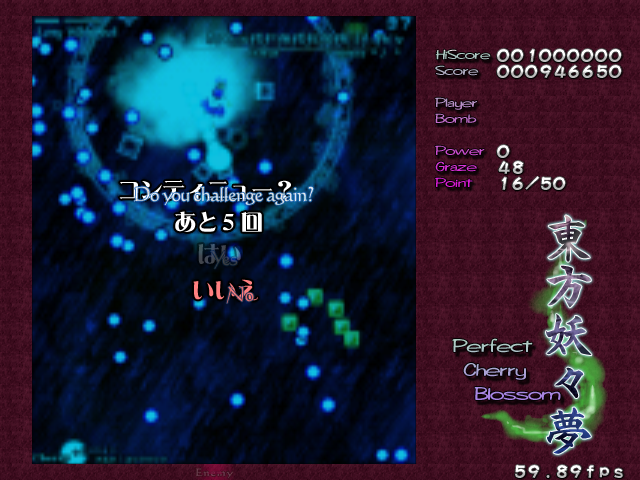 HiScore 001000000
Score 000946650
Player
Bomb
Power 0
Graze 48
Point 16/50
コンティニュー？
Do you challenge again?
あと5回
はい
Yes
いいえ
No
東方妖々夢
Perfect
Cherry
Blossom
Enemy
59.89fps